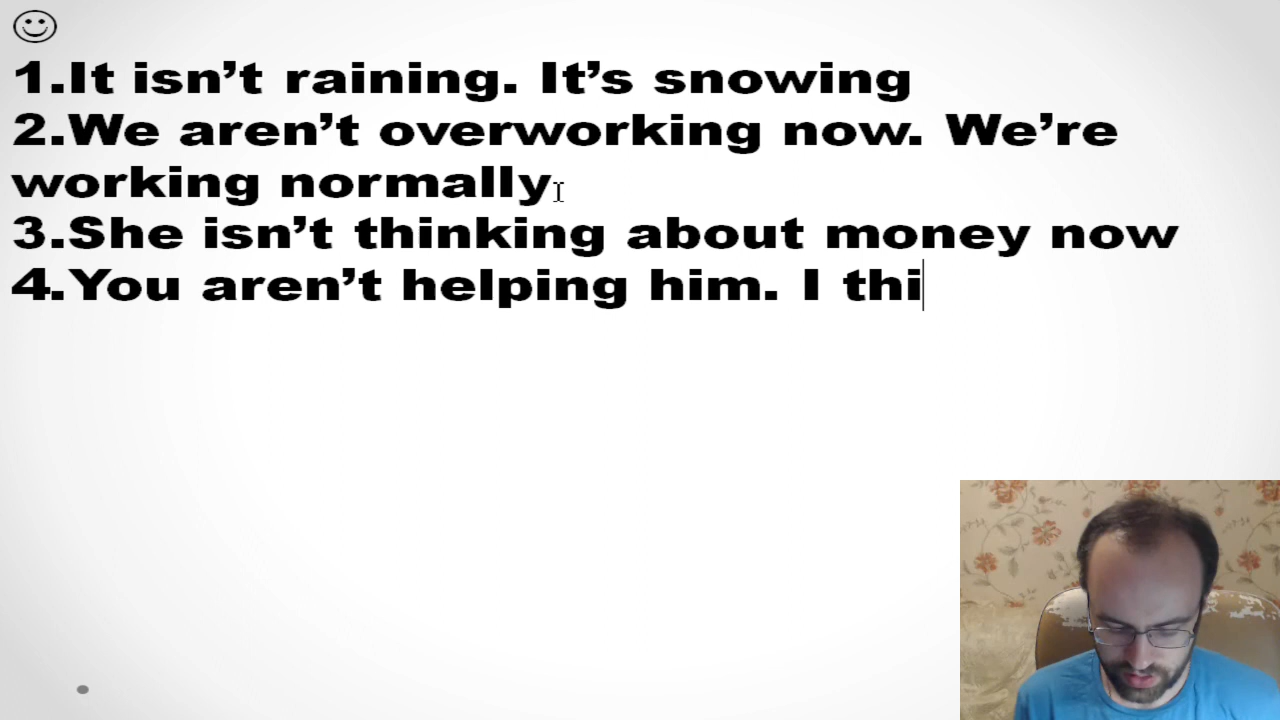 1.It isn’t raining. It’s snowing
2.We aren’t overworking now. We’re
working normally
3.She isn’t thinking about money now
4.You aren’t helping him. I thi